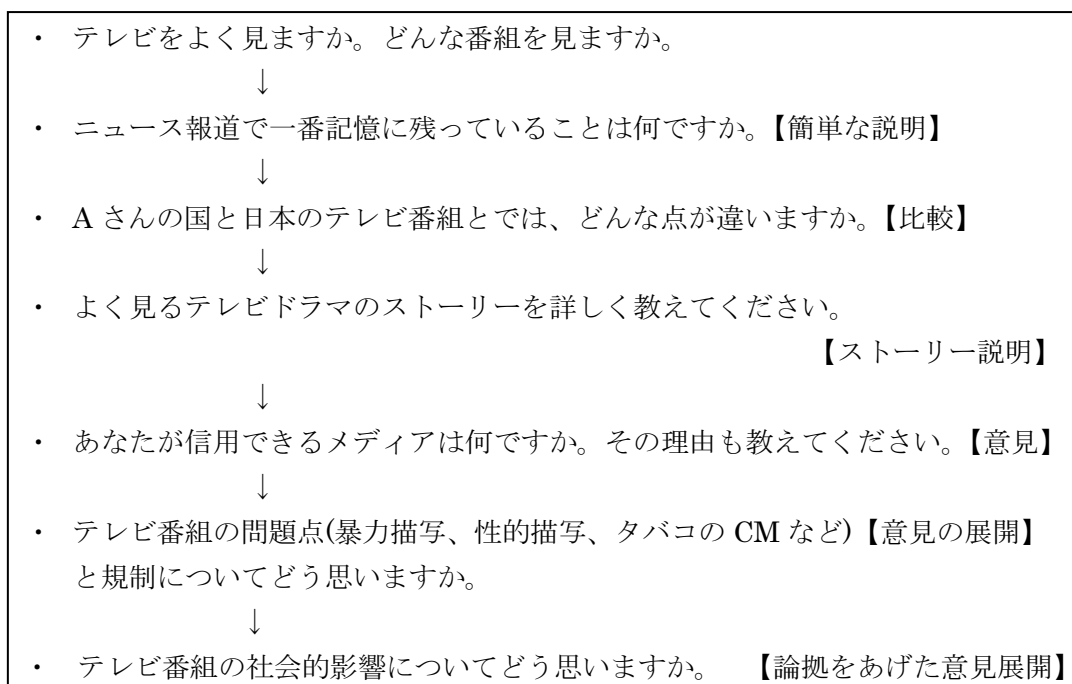 ・ テレビをよく見ますか。どんな番組を見ますか。
↓
・ ニュース報道で一番記憶に残っていることは何ですか。【簡単な説明】
↓
・ A さんの国と日本のテレビ番組とでは、どんな点が違いますか。【比較】
↓
・ よく見るテレビドラマのストーリーを詳しく教えてください。
【ストーリー説明】
↓
・ あなたが信用できるメディアは何ですか。その理由も教えてください。【意見】
↓
・ テレビ番組の問題点(暴力描写、性的描写、タバコの CM など)【意見の展開】
と規制についてどう思いますか。
↓
・ テレビ番組の社会的影響についてどう思いますか。 【論拠をあげた意見展開】